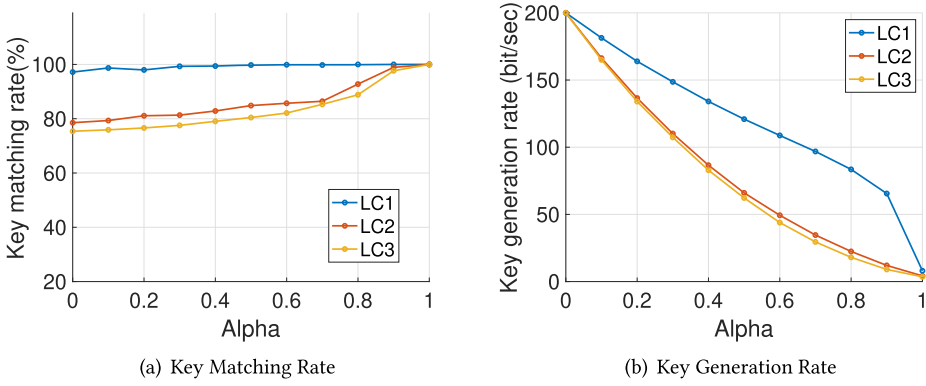 Key matching rate(%)
100
80
60
40
20
0
0.2
0.4
0.6
0.8
1
Alpha
LC1
LC2
LC3
(a) Key Matching Rate
Key generation rate (bit/sec)
200
150
100
50
0
0
0.2
0.4
0.6
0.8
1
Alpha
LC1
LC2
LC3
(b) Key Generation Rate